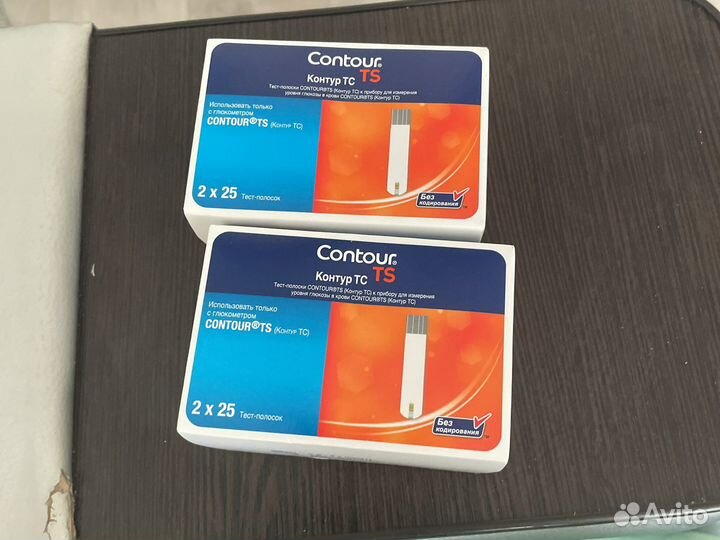 Contour®
TS
Контур ТС
Тест-полоски CONTOUR®TS (Контур ТС) к прибору для измерения
уровня глюкозы в крови CONTOUR®TS (Контур ТС)
Использовать только
с глюкометром
CONTOUR®TS (Контур ТС)
2 x 25 Тест-полосок
Без
кодирования
Contour®
TS
Контур ТС
Тест-полоски CONTOUR®TS (Контур ТС) к прибору для измерения
уровня глюкозы в крови CONTOUR®TS (Контур ТС)
Использовать только
с глюкометром
CONTOUR®TS (Контур ТС)
2 x 25 Тест-полосок
Без
кодирования
Avito